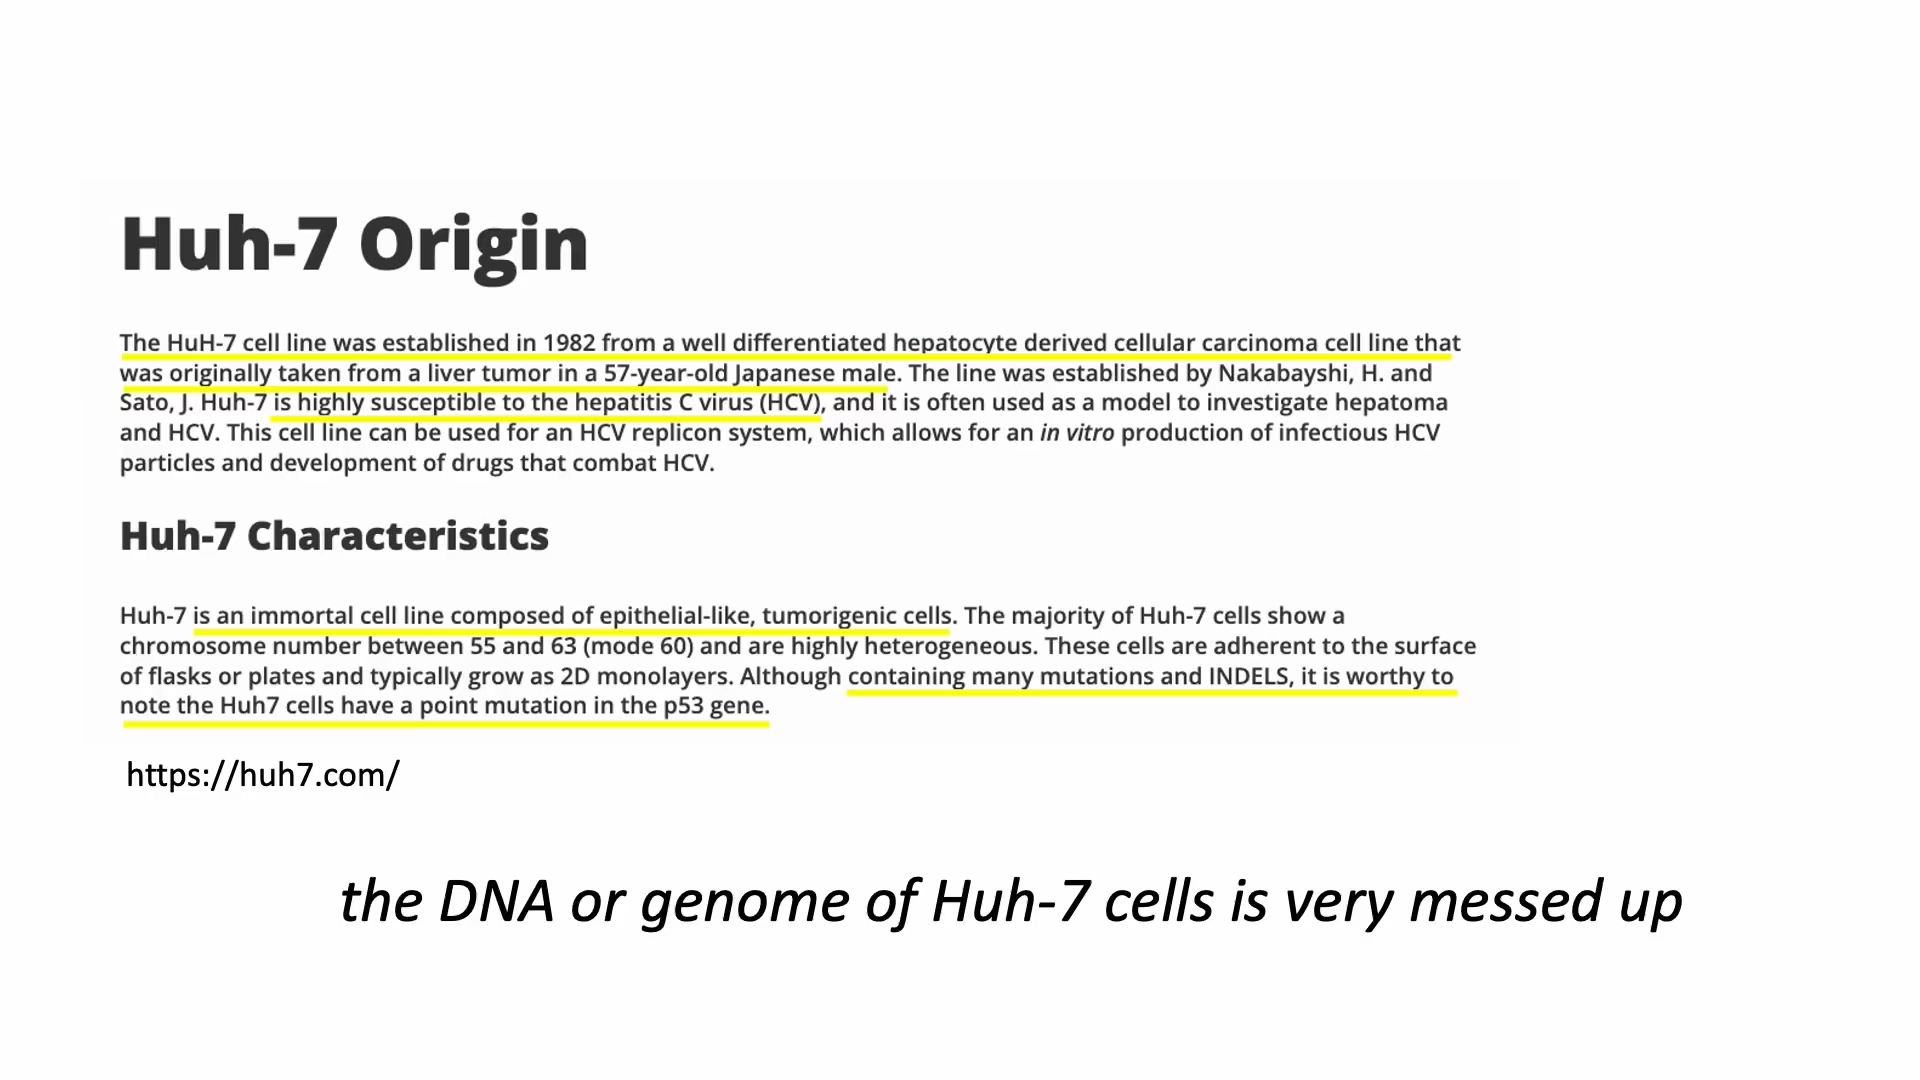 Huh-7 Origin
The HuH-7 cell line was established in 1982 from a well differentiated hepatocyte derived cellular carcinoma cell line that
was originally taken from a liver tumor in a 57-year-old Japanese male. The line was established by Nakabayshi, H. and
Sato, J. Huh-7 is highly susceptible to the hepatitis C virus (HCV), and it is often used as a model to investigate hepatoma
and HCV. This cell line can be used for an HCV replicon system, which allows for an in vitro production of infectious HCV
particles and development of drugs that combat HCV.
Huh-7 Characteristics
Huh-7 is an immortal cell line composed of epithelial-like, tumorigenic cells. The majority of Huh-7 cells show a
chromosome number between 55 and 63 (mode 60) and are highly heterogeneous. These cells are adherent to the surface
of flasks or plates and typically grow as 2D monolayers. Although containing many mutations and INDELS, it is worthy to
note the Huh7 cells have a point mutation in the p53 gene.
https://huh7.com/
the DNA or genome of Huh-7 cells is very messed up